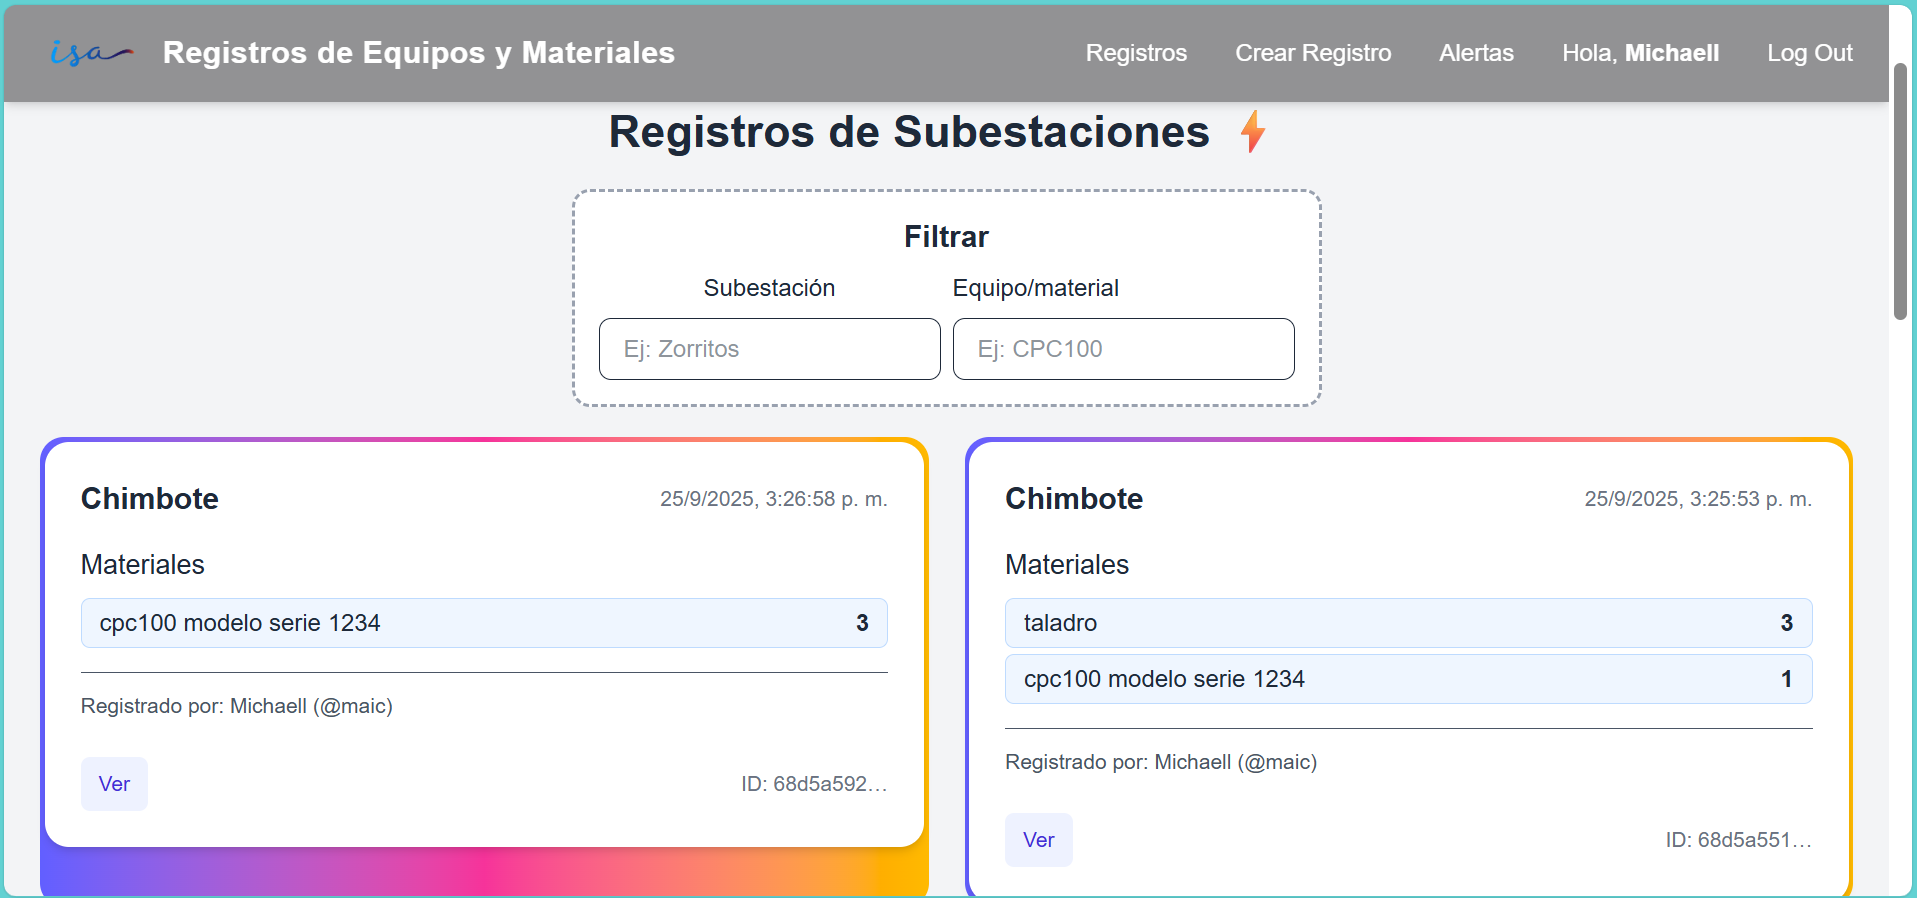 isa Registros de Equipos y Materiales Registros Crear Registro Alertas Hola, Michaell Log Out
Registros de Subestaciones
Filtrar
Subestación Equipo/material
Ej: Zorritos Ej: CPC100
Chimbote 25/9/2025, 3:26:58 p. m.
Materiales
cpc100 modelo serie 1234 3
Registrado por: Michaell (@maic)
Ver ID: 68d5a592…
Chimbote 25/9/2025, 3:25:53 p. m.
Materiales
taladro 3
cpc100 modelo serie 1234 1
Registrado por: Michaell (@maic)
Ver ID: 68d5a551…